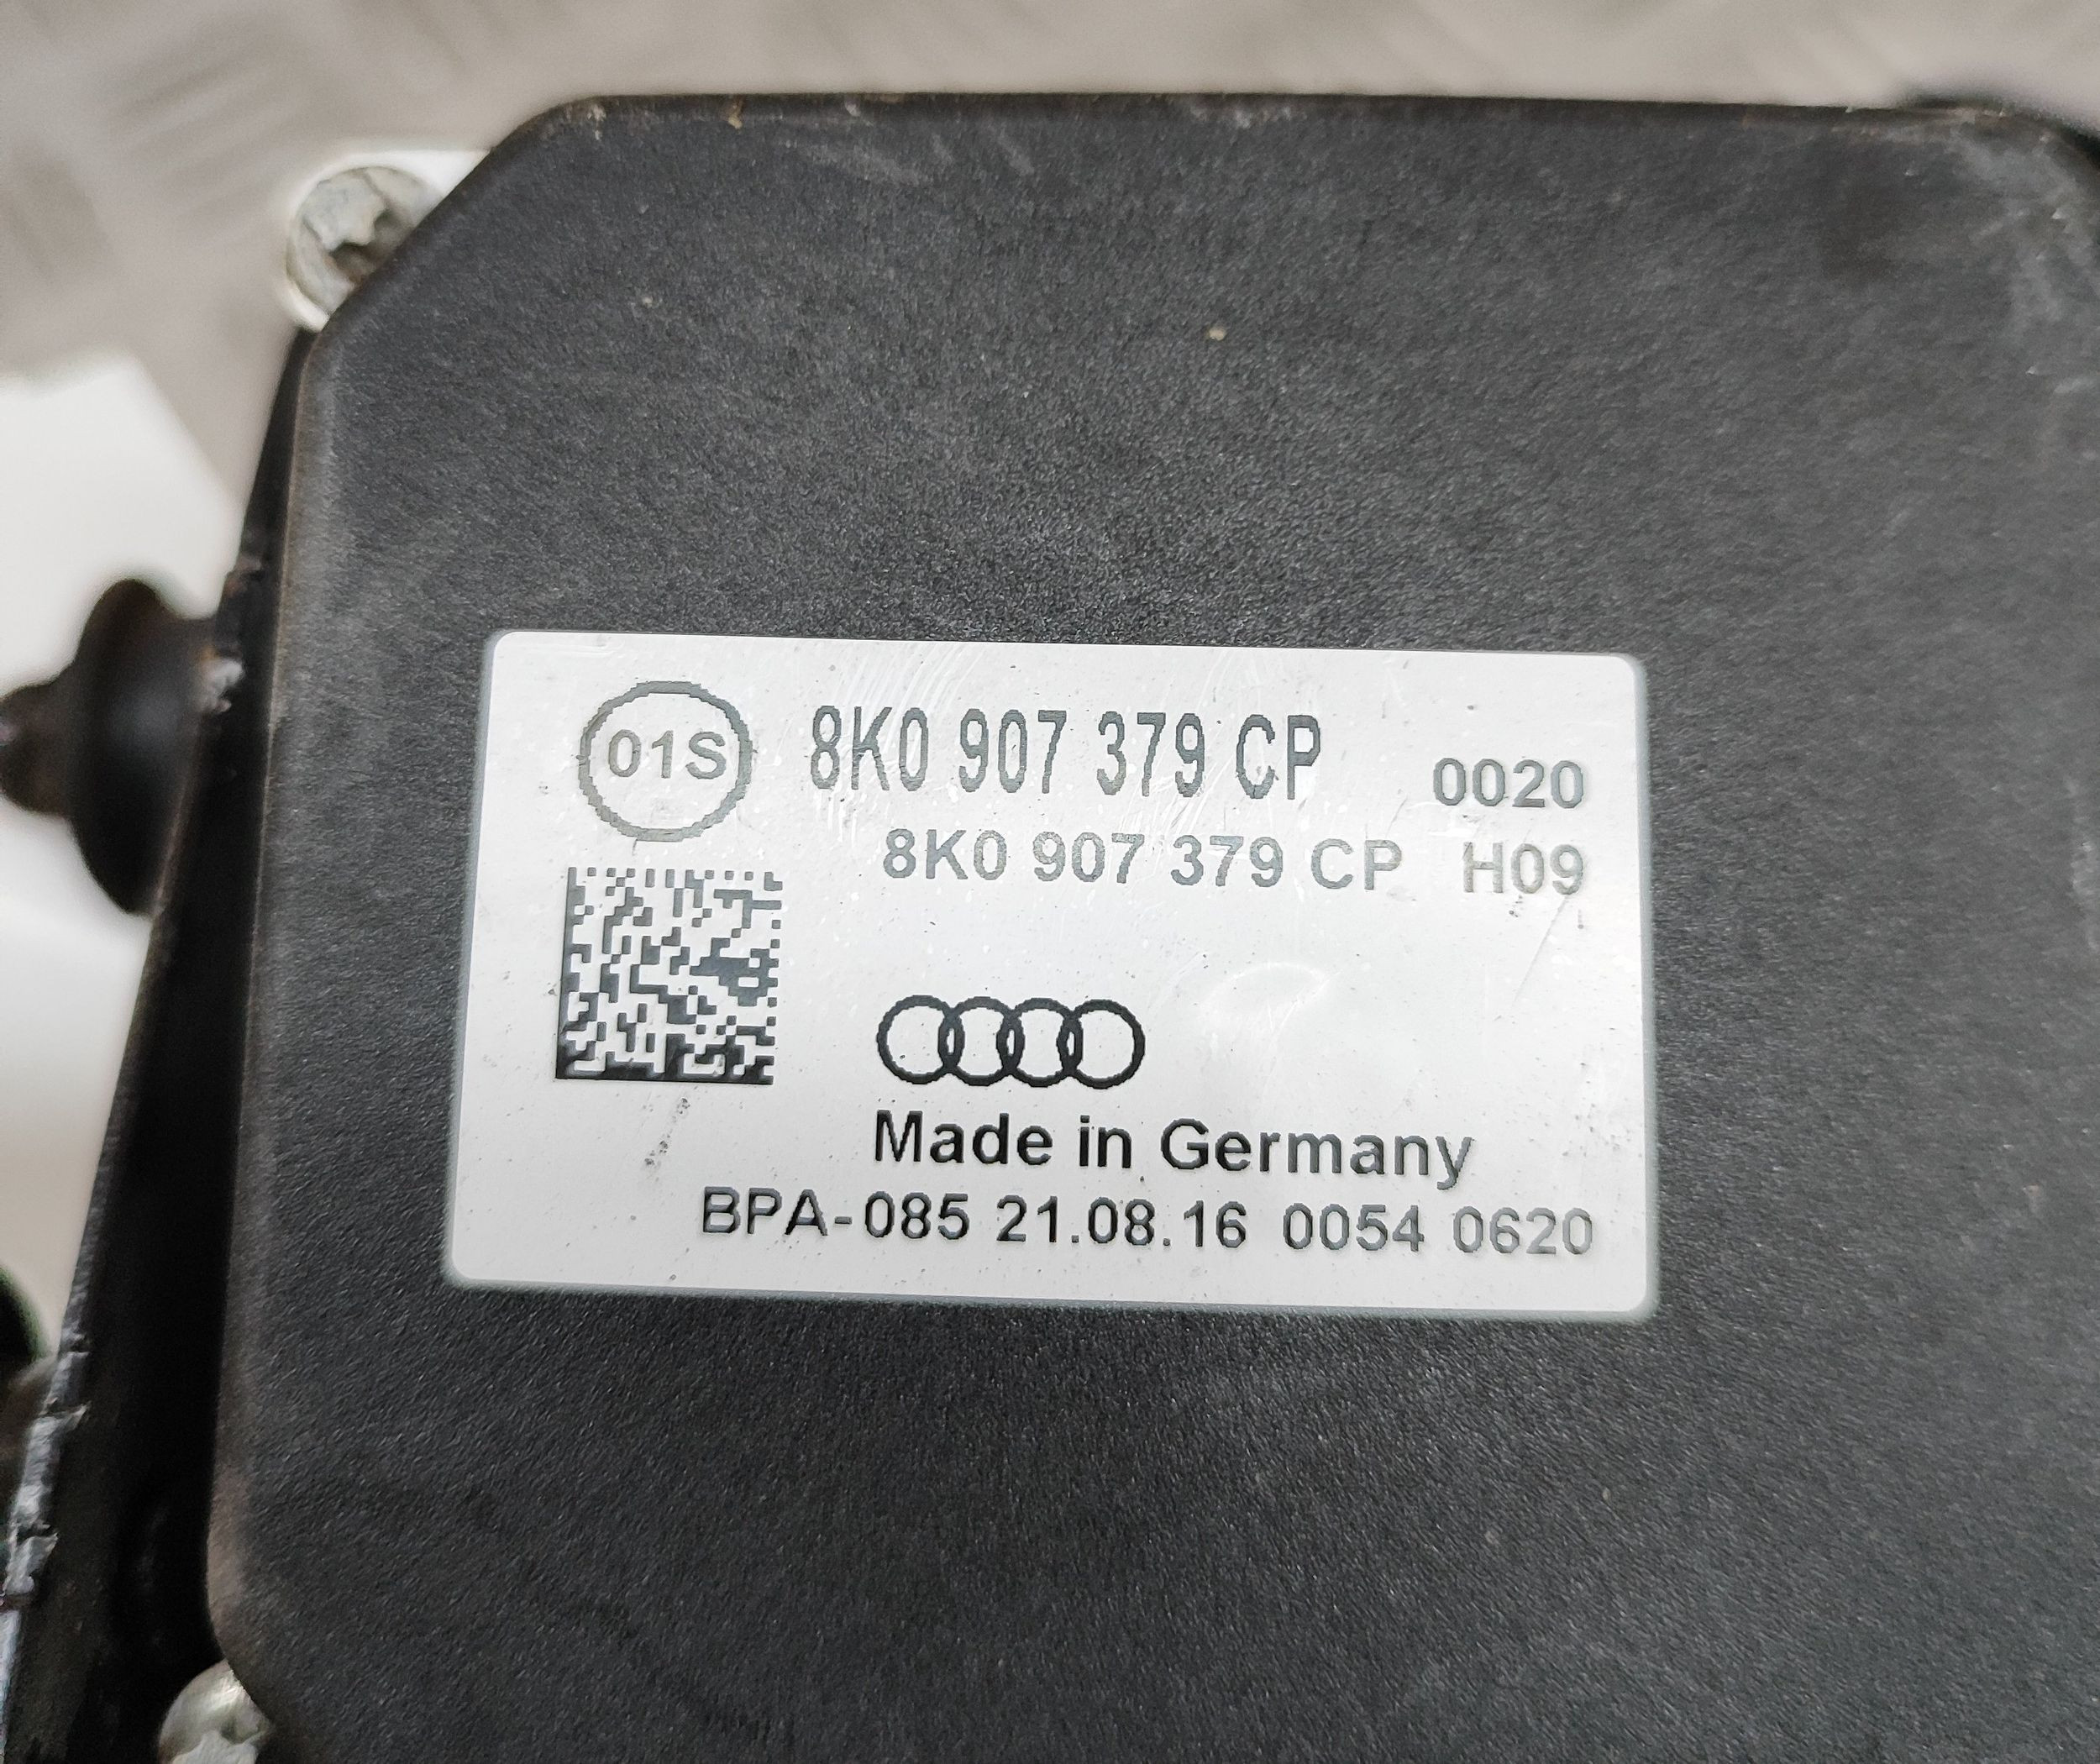 01S 8K0 907 379 CP 0020
8K0 907 379 CP H09
Made in Germany
BPA-085 21.08.16 0054 0620